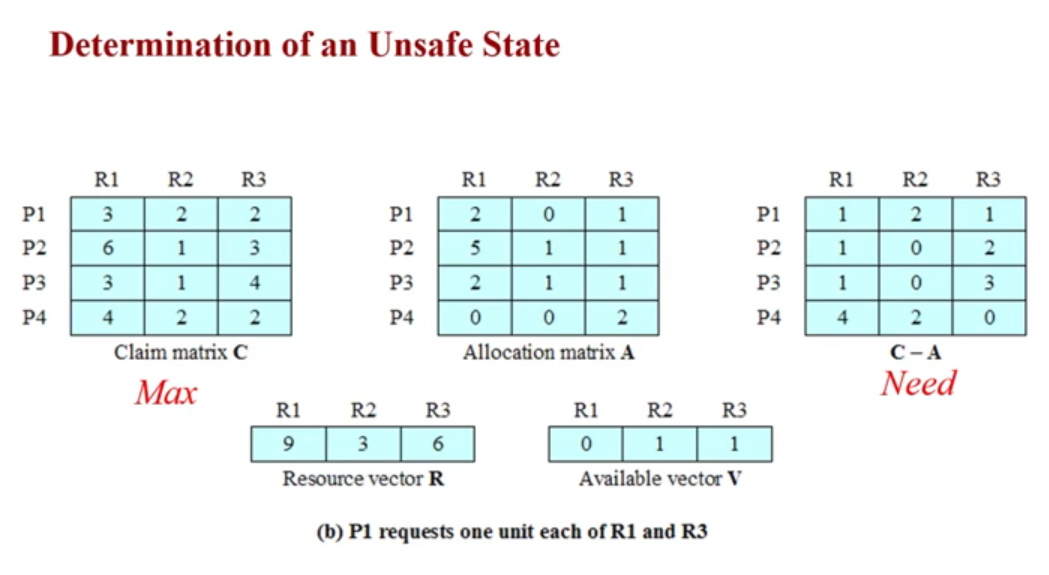 Determination of an Unsafe State
R1 R2 R3 R1 R2 R3 R1 R2 R3
P1 3 2 2 P1 2 0 1 P1 1 2 1
P2 6 1 3 P2 5 1 1 P2 1 0 2
P3 3 1 4 P3 2 1 1 P3 1 0 3
P4 4 2 2 P4 0 0 2 P4 4 2 0
Claim matrix C Allocation matrix A C – A
Max Need
R1 R2 R3 R1 R2 R3
9 3 6 0 1 1
Resource vector R Available vector V
(b) P1 requests one unit each of R1 and R3